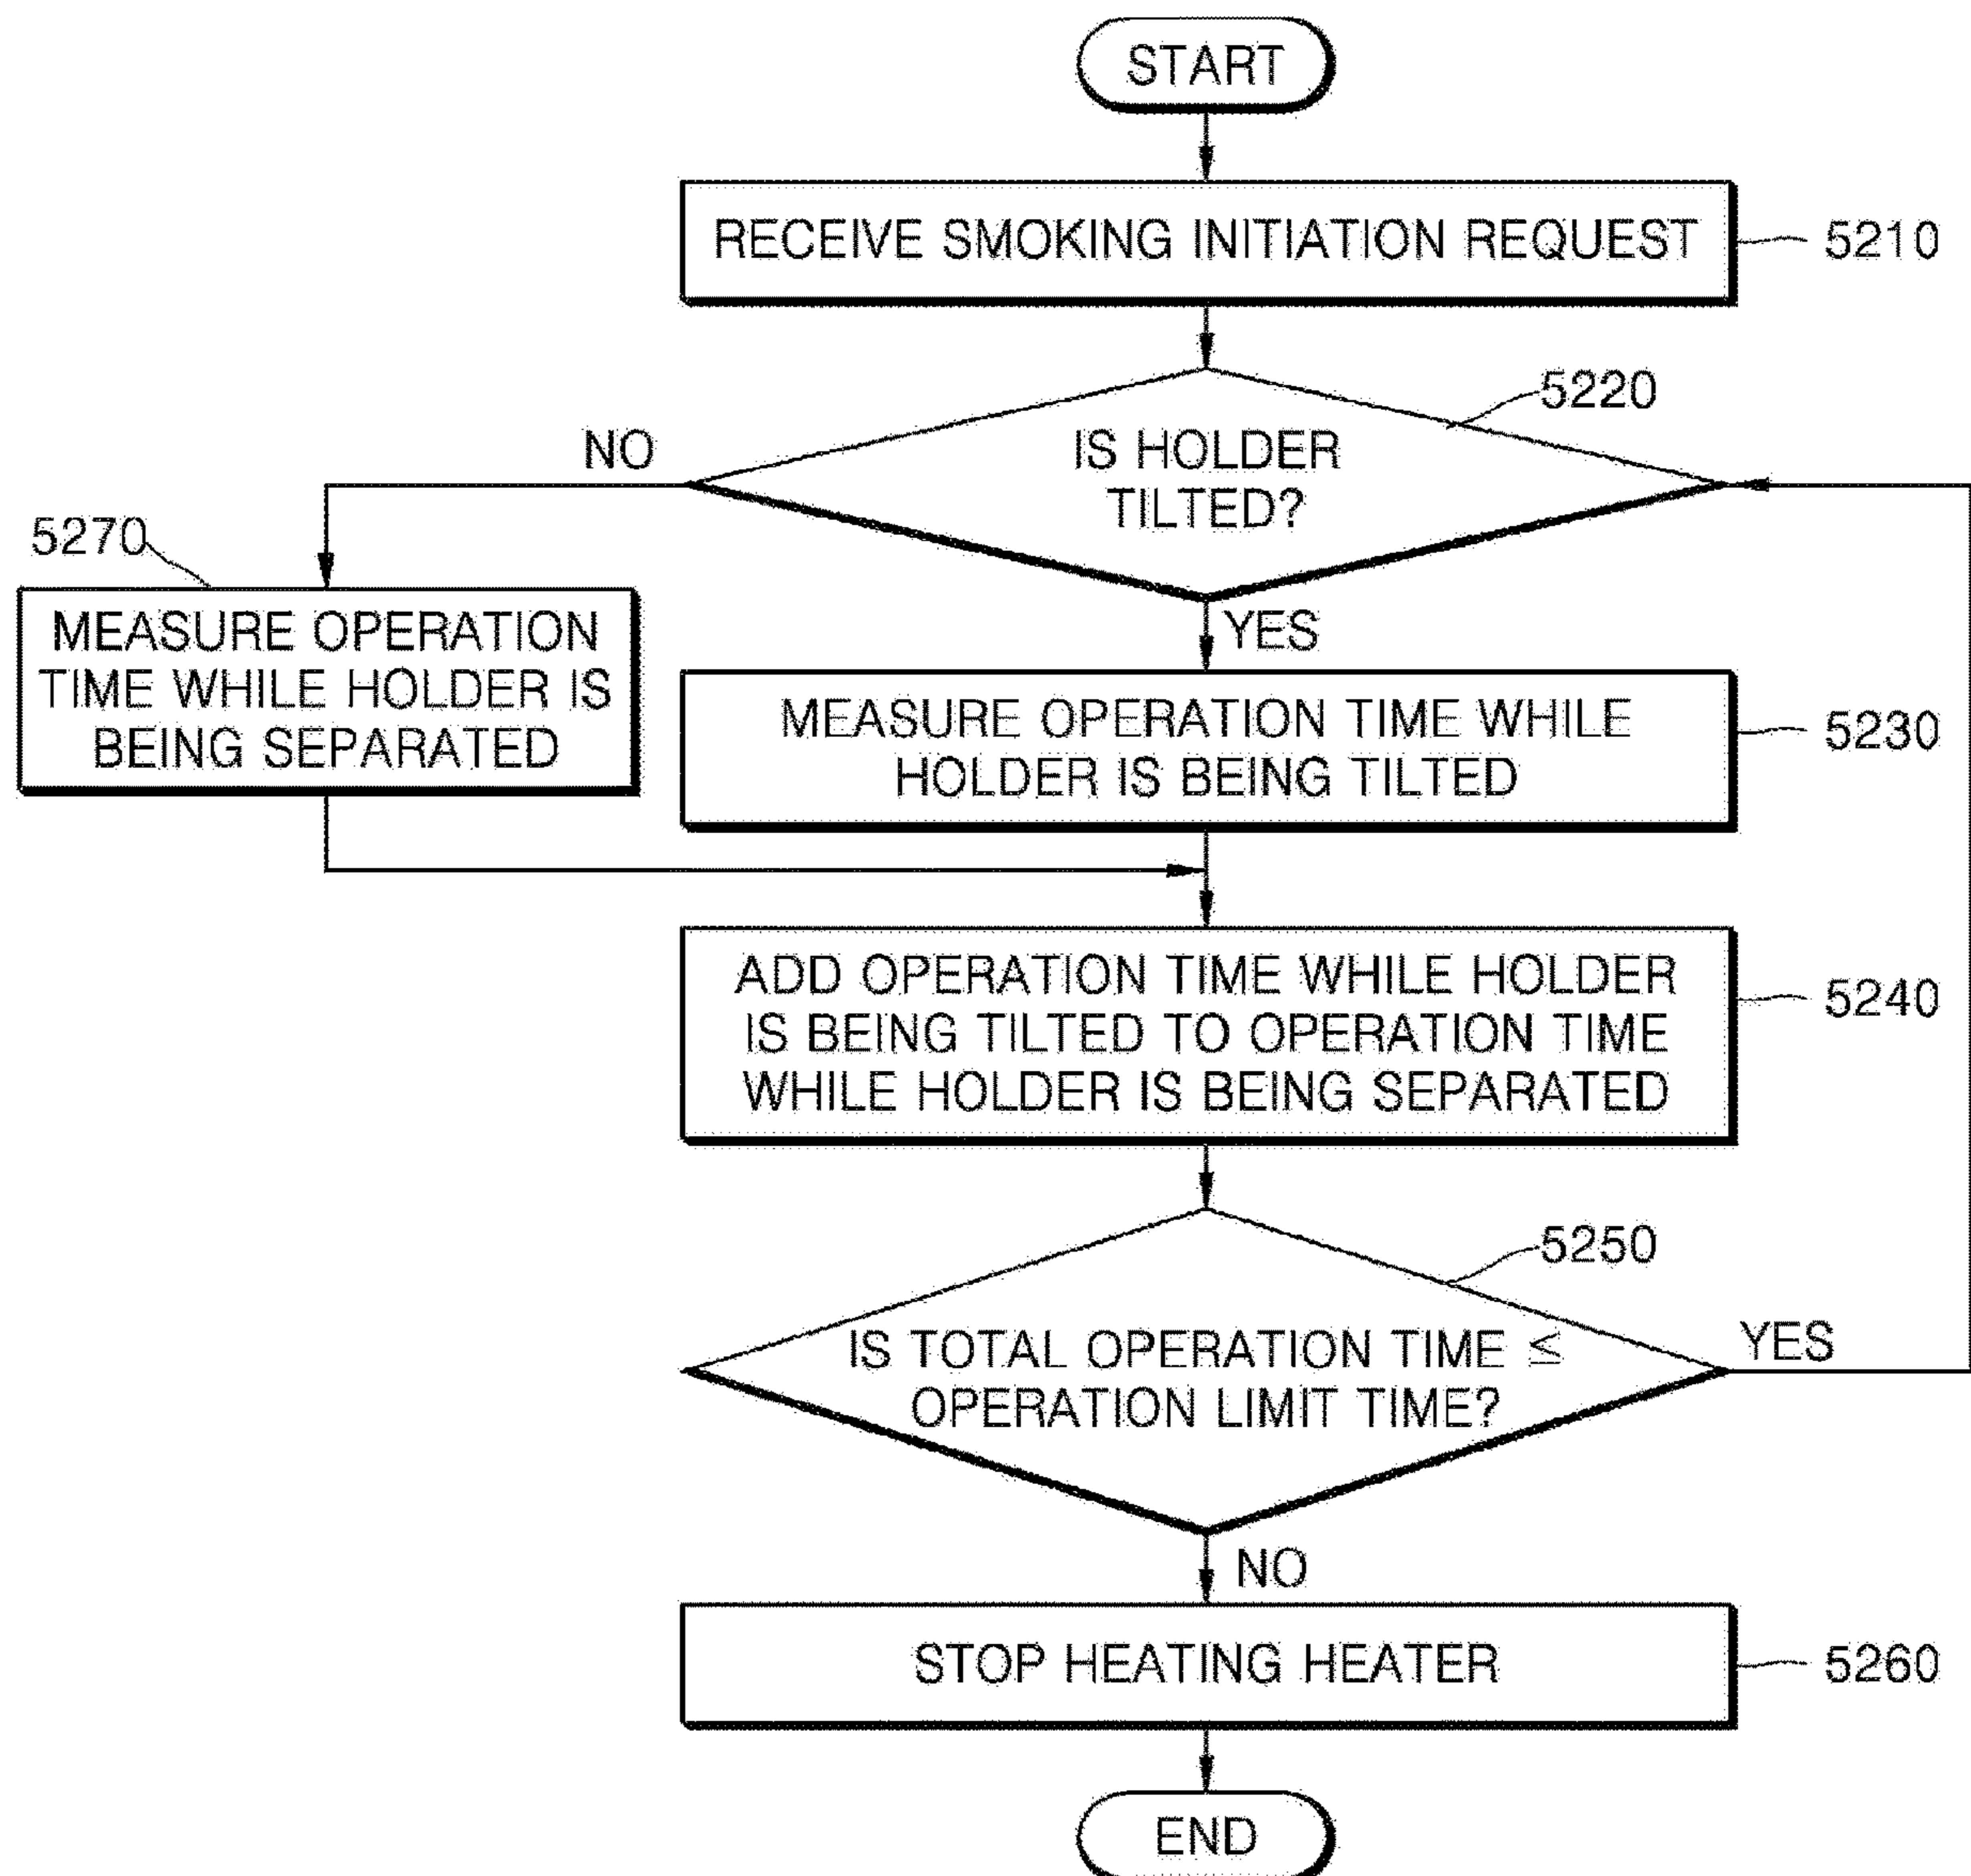 START
RECEIVE SMOKING INITIATION REQUEST
5210
5220
IS HOLDER
TILTED?
NO
YES
5270
MEASURE OPERATION
TIME WHILE HOLDER IS
BEING SEPARATED
MEASURE OPERATION TIME WHILE
HOLDER IS BEING TILTED
5230
ADD OPERATION TIME WHILE HOLDER
IS BEING TILTED TO OPERATION TIME
WHILE HOLDER IS BEING SEPARATED
5240
5250
IS TOTAL OPERATION TIME ≤
OPERATION LIMIT TIME?
YES
NO
STOP HEATING HEATER
5260
END